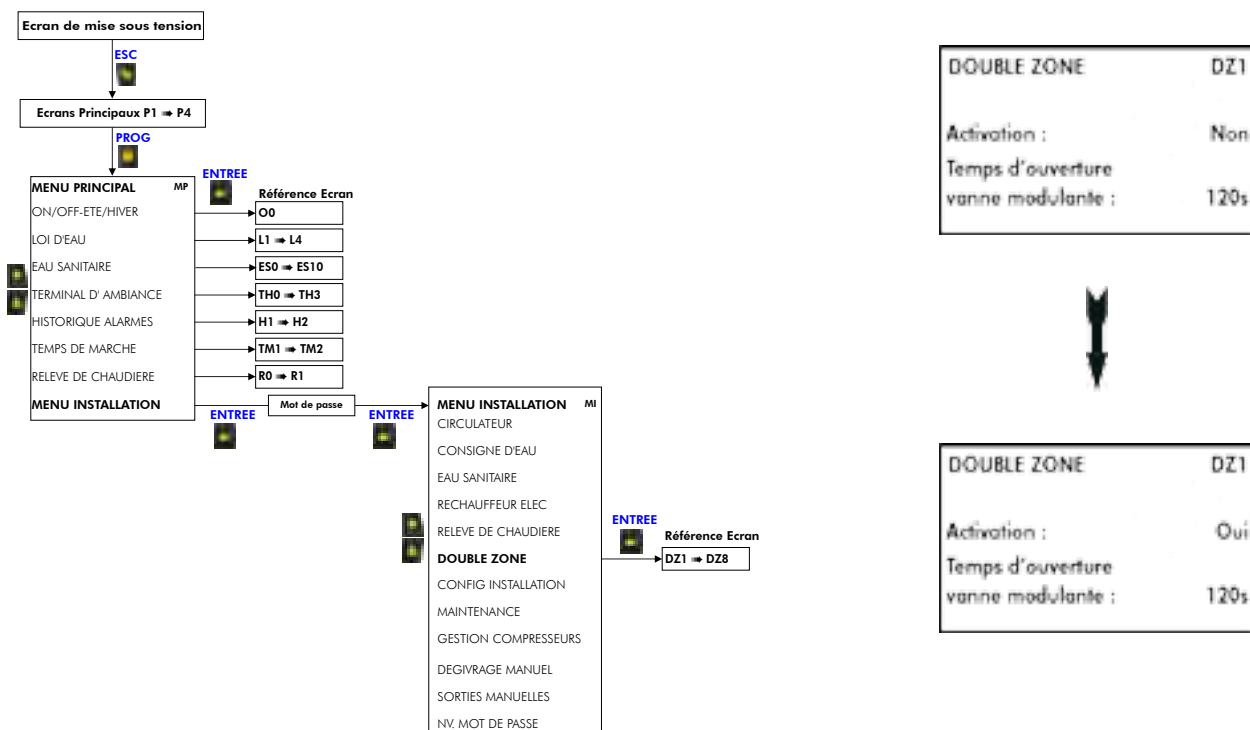 Ecran de mise sous tension
ESC
Ecrans Principaux P1 ➠ P4
PROG
ENTREE
MENU PRINCIPAL MP
Référence Ecran
ON/OFF-ETE/HIVER
O0
LOI D'EAU
L1 ➠ L4
EAU SANITAIRE
ES0 ➠ ES10
TERMINAL D' AMBIANCE
TH0 ➠ TH3
HISTORIQUE ALARMES
H1 ➠ H2
TEMPS DE MARCHE
TM1 ➠ TM2
RELEVE DE CHAUDIERE
R0 ➠ R1
MENU INSTALLATION
ENTREE
Mot de passe
ENTREE
MENU INSTALLATION MI
CIRCULATEUR
CONSIGNE D'EAU
EAU SANITAIRE
RECHAUFFEUR ELEC
RELEVE DE CHAUDIERE
DOUBLE ZONE
ENTREE
Référence Ecran
DZ1 ➠ DZ8
CONFIG INSTALLATION
MAINTENANCE
GESTION COMPRESSEURS
DEGIVRAGE MANUEL
SORTIES MANUELLES
NV. MOT DE PASSE
DOUBLE ZONE DZ1
Activation : Non
Temps d'ouverture
vanne modulante : 120s
DOUBLE ZONE DZ1
Activation : Oui
Temps d'ouverture
vanne modulante : 120s